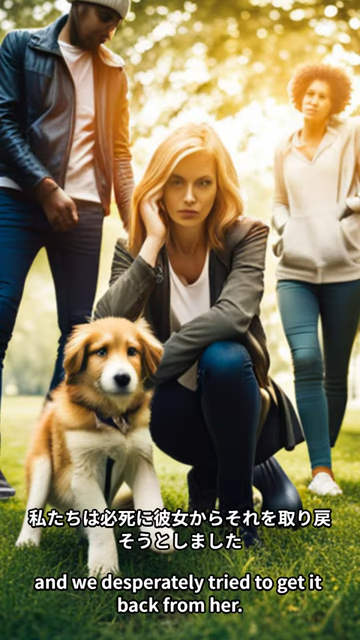 私たちは必死に彼女からそれを取り戻
そうとしました
and we desperately tried to get it
back from her.